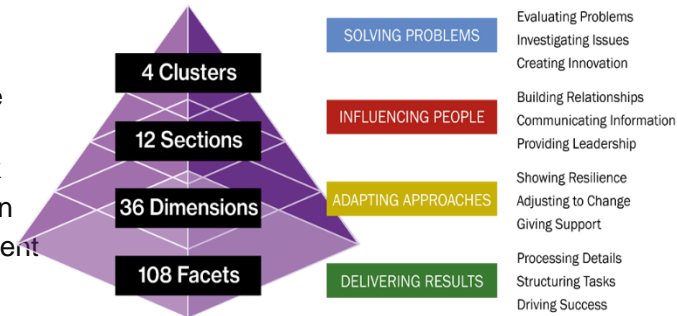 4 Clusters
12 Sections
36 Dimensions
108 Facets
SOLVING PROBLEMS
Evaluating Problems
Investigating Issues
Creating Innovation
INFLUENCING PEOPLE
Building Relationships
Communicating Information
Providing Leadership
ADAPTING APPROACHES
Showing Resilience
Adjusting to Change
Giving Support
DELIVERING RESULTS
Processing Details
Structuring Tasks
Driving Success